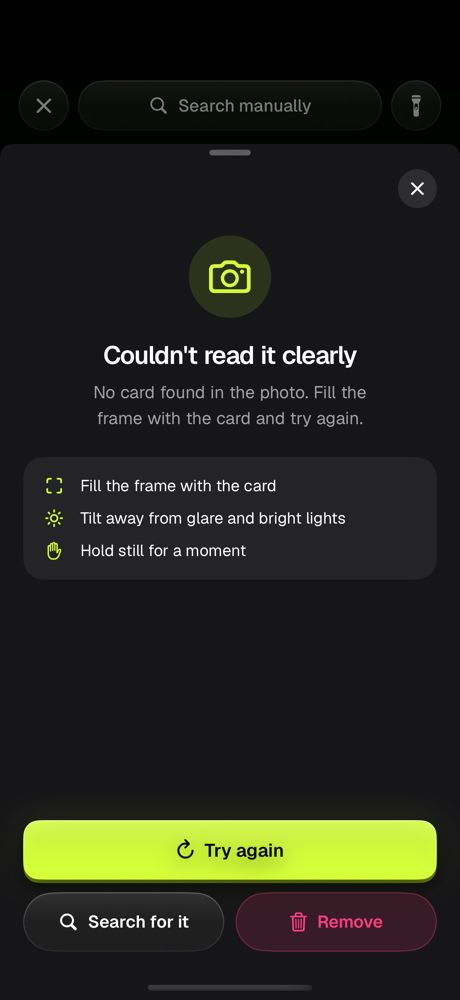 Search manually
Couldn't read it clearly
No card found in the photo. Fill the
frame with the card and try again.
Fill the frame with the card
Tilt away from glare and bright lights
Hold still for a moment
Try again
Search for it
Remove